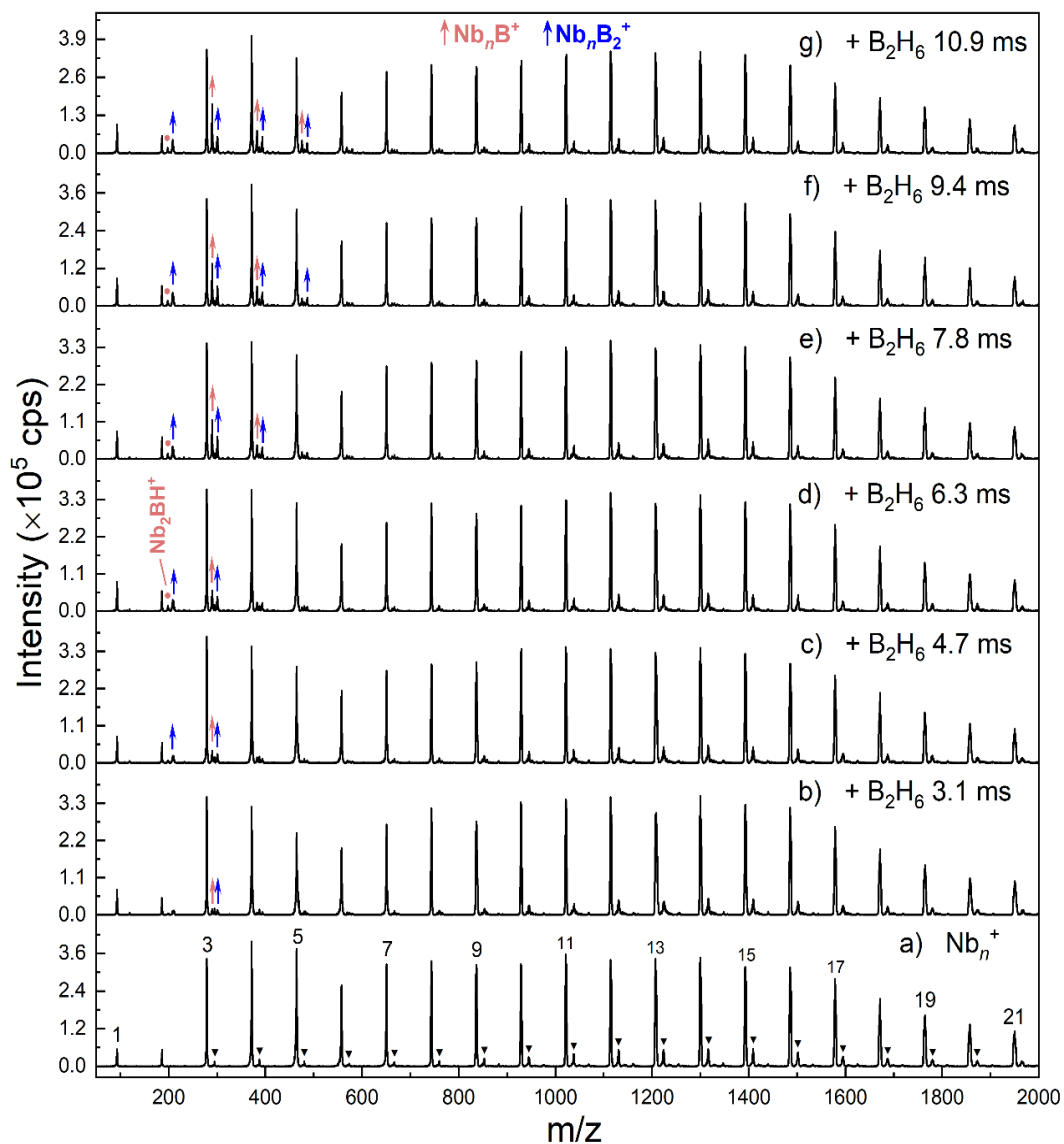 NbₙB⁺ NbₙB₂⁺
g) + B₂H₆ 10.9 ms
3.9
2.6
1.3
0.0
f) + B₂H₆ 9.4 ms
3.6
2.4
1.2
0.0
e) + B₂H₆ 7.8 ms
3.3
2.2
1.1
0.0
d) + B₂H₆ 6.3 ms
Nb₂BH⁺
3.3
2.2
1.1
0.0
c) + B₂H₆ 4.7 ms
3.3
2.2
1.1
0.0
b) + B₂H₆ 3.1 ms
3.3
2.2
1.1
0.0
a) Nbₙ⁺
3.6
2.4
1.2
0.0
1 3 5 7 9 11 13 15 17 19 21
200 400 600 800 1000 1200 1400 1600 1800 2000
m/z
Intensity (×10⁵ cps)